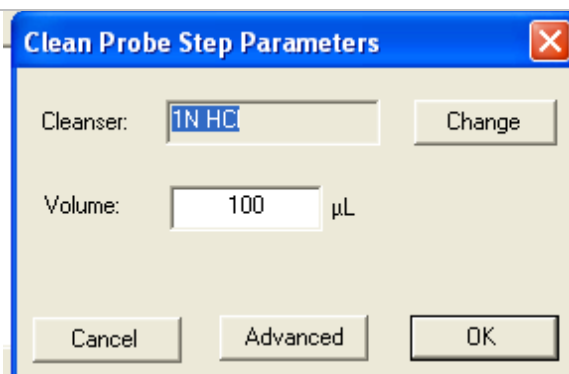 Clean Probe Step Parameters
Cleanser: 1N HCl Change
Volume: 100 µL
Cancel Advanced OK